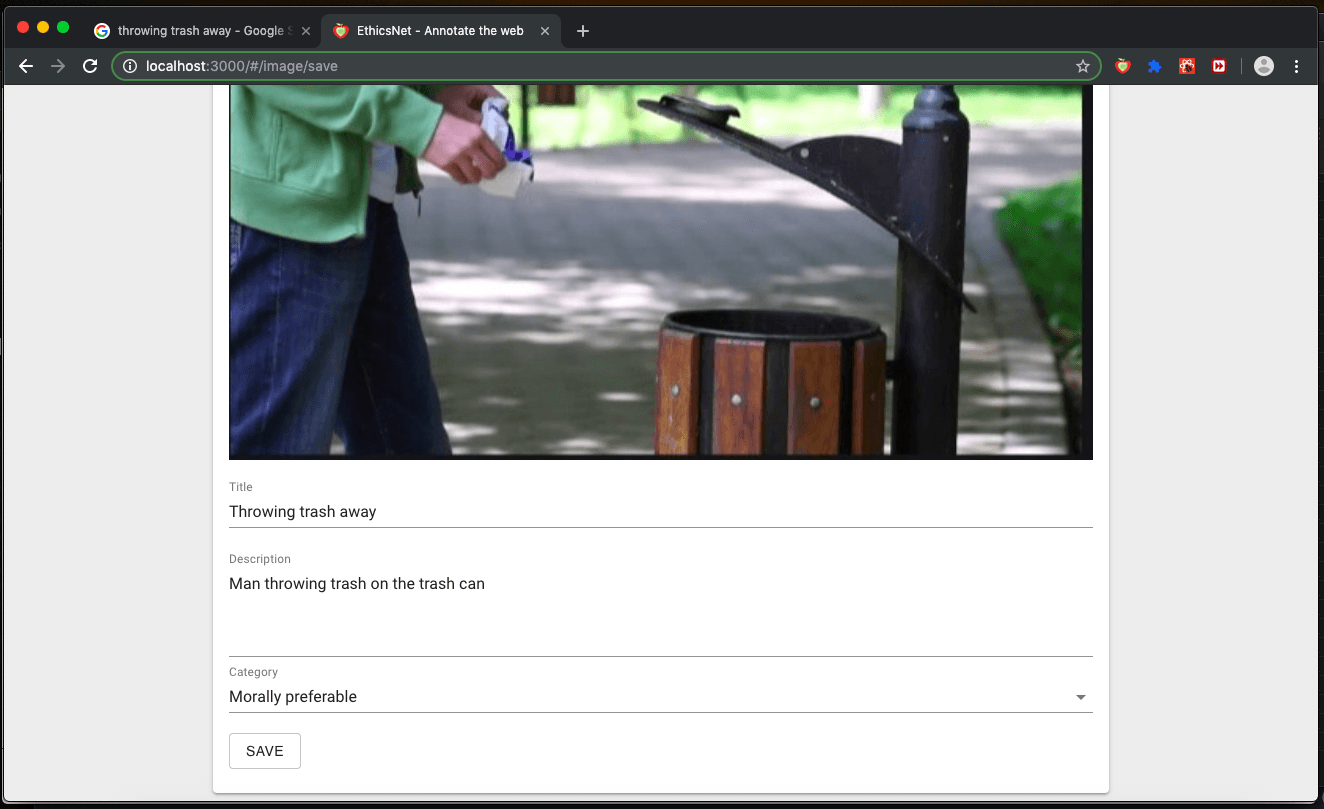 throwing trash away - Google S
EthicsNet - Annotate the web
localhost:3000/#/image/save
Title
Throwing trash away
Description
Man throwing trash on the trash can
Category
Morally preferable
SAVE